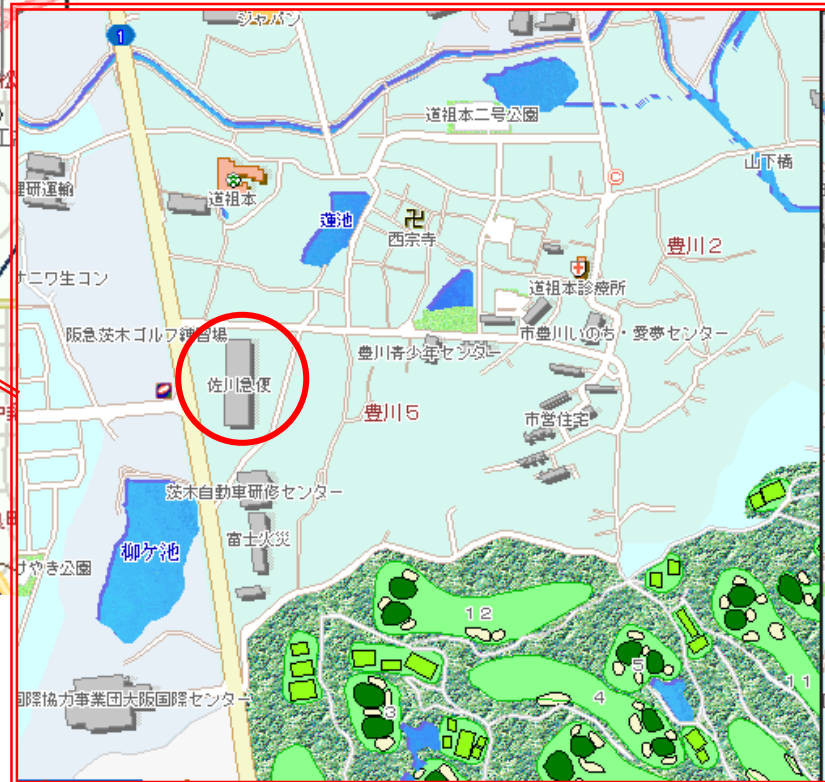 ジャパン
1
道祖本二号公園
山下橋
理研運輸
道祖本
蓮池
卍
西宗寺
豊川2
ナニワ生コン
道祖本診療所
阪急茨木ゴルフ練習場
市豊川いのち・愛夢センター
豊川青少年センター
佐川急便
豊川5
市営住宅
茨木自動車研修センター
柳ケ池
富士火災
けやき公園
12
5
11
4
3
国際協力事業団大阪国際センター